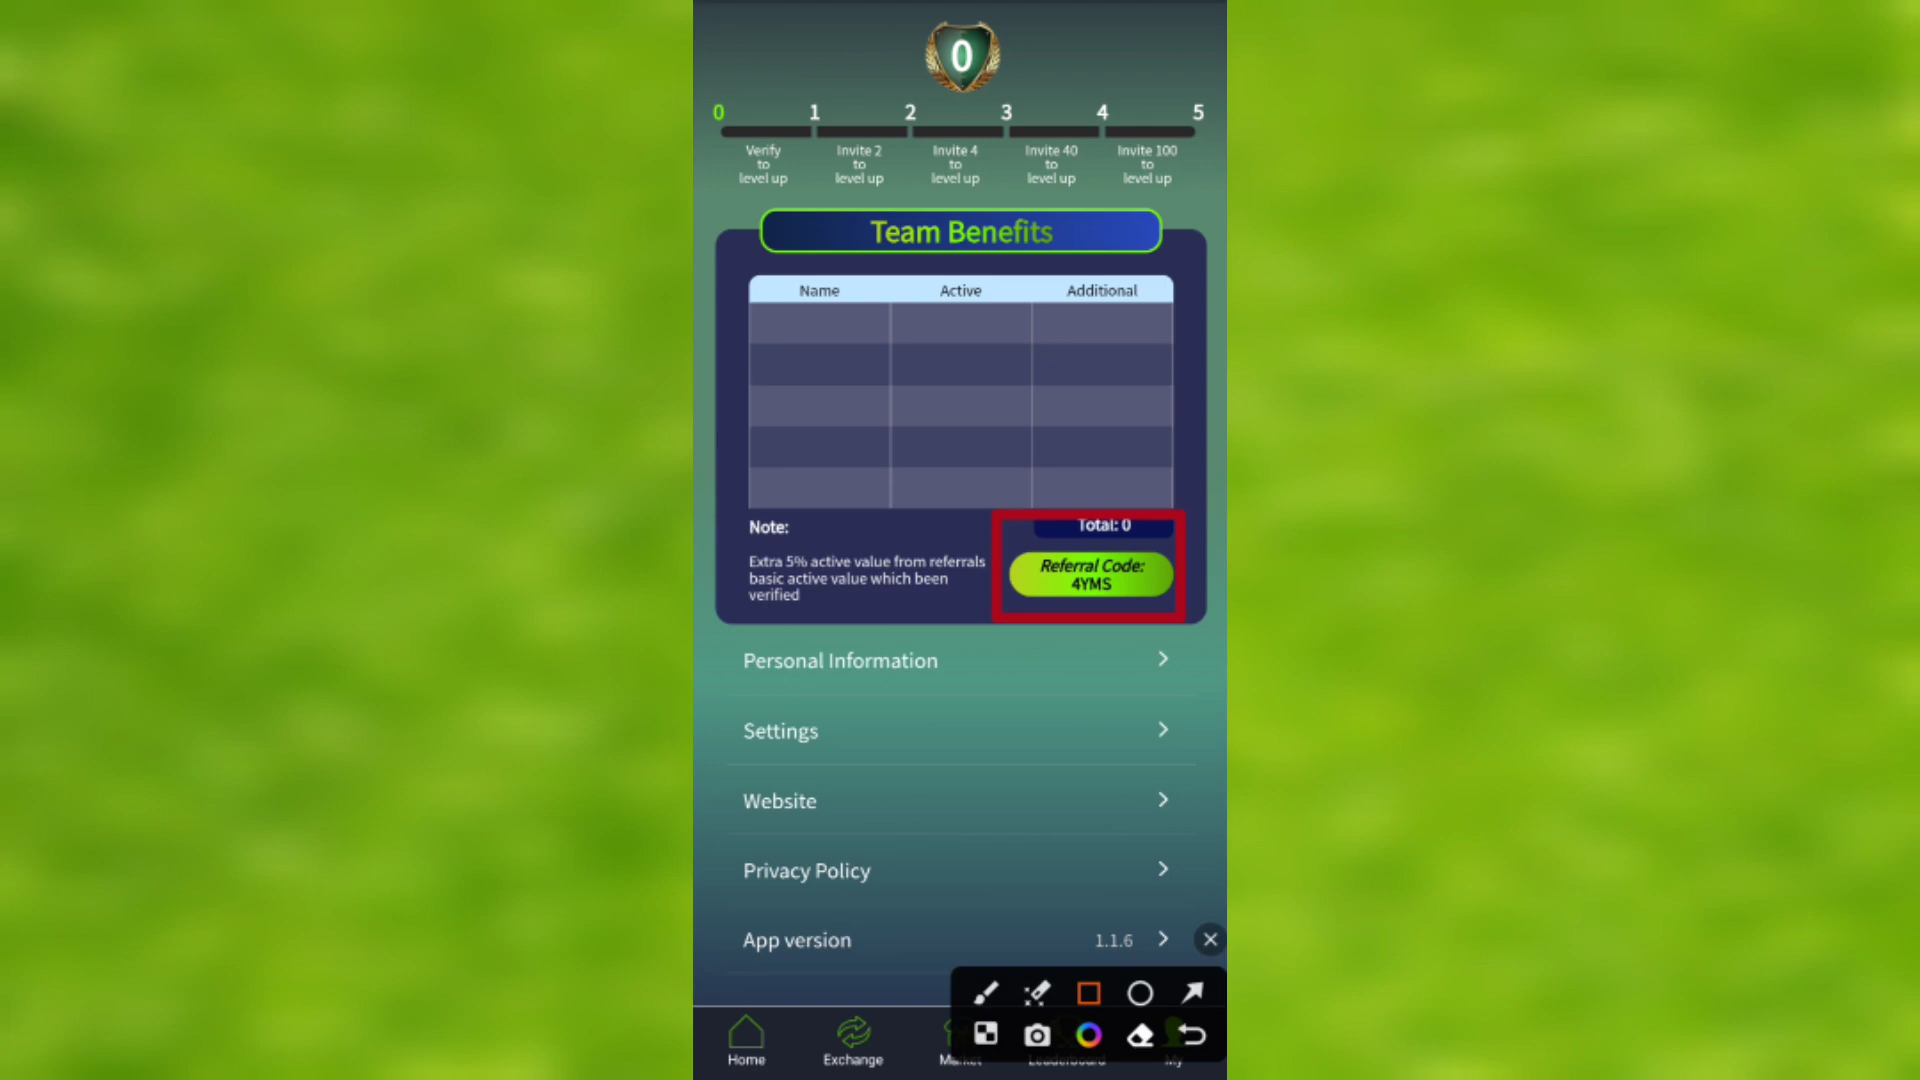 0
0 1 2 3 4 5
Verify to level up
Invite 2 to level up
Invite 4 to level up
Invite 40 to level up
Invite 100 to level up
Team Benefits
Name Active Additional
Total: 0
Note:
Extra 5% active value from referrals
basic active value which been
verified
Referral Code:
4YMS
Personal Information
Settings
Website
Privacy Policy
App version 1.1.6
Home Exchange Market Leaderboard My